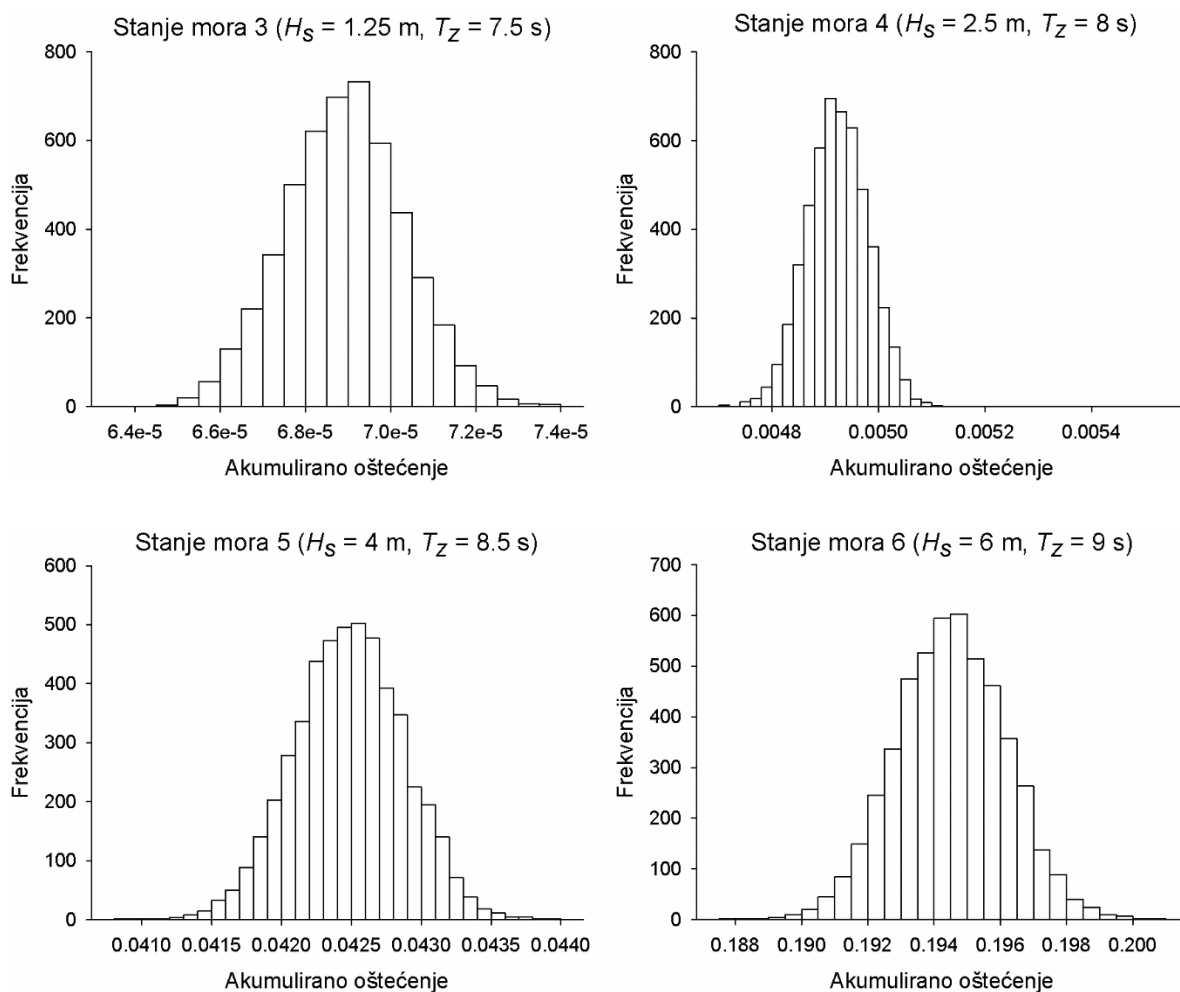 Stanje mora 3 (HS = 1.25 m, TZ = 7.5 s)
800
600
400
200
0
Frekvencija
6.4e-5 6.6e-5 6.8e-5 7.0e-5 7.2e-5 7.4e-5
Akumulirano oštećenje
Stanje mora 4 (HS = 2.5 m, TZ = 8 s)
800
600
400
200
0
Frekvencija
0.0048 0.0050 0.0052 0.0054
Akumulirano oštećenje
Stanje mora 5 (HS = 4 m, TZ = 8.5 s)
600
500
400
300
200
100
0
Frekvencija
0.0410 0.0415 0.0420 0.0425 0.0430 0.0435 0.0440
Akumulirano oštećenje
Stanje mora 6 (HS = 6 m, TZ = 9 s)
700
600
500
400
300
200
100
0
Frekvencija
0.188 0.190 0.192 0.194 0.196 0.198 0.200
Akumulirano oštećenje